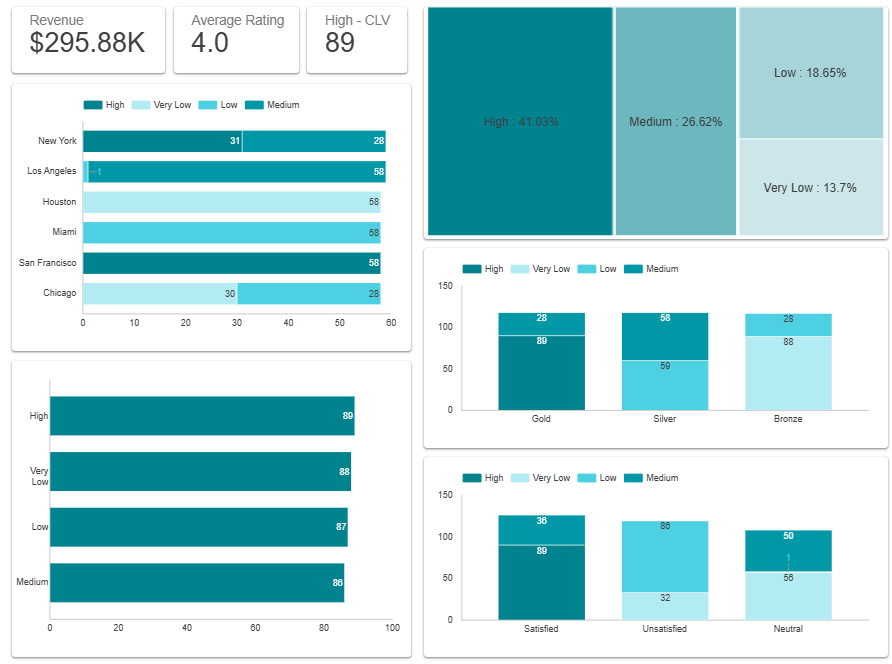 Revenue
$295.88K
Average Rating
4.0
High - CLV
89
High Very Low Low Medium
New York 31 28
Los Angeles 1 58
Houston 58
Miami 58
San Francisco 58
Chicago 30 28
0 10 20 30 40 50 60
High 89
Very
Low 88
Low 87
Medium 86
0 20 40 60 80 100
High : 41.03%
Medium : 26.62%
Low : 18.65%
Very Low : 13.7%
High Very Low Low Medium
150
100
50
0
28 58 28
89 59 88
Gold Silver Bronze
High Very Low Low Medium
150
100
50
0
36 86 50
89 32 1
56
Satisfied Unsatisfied Neutral